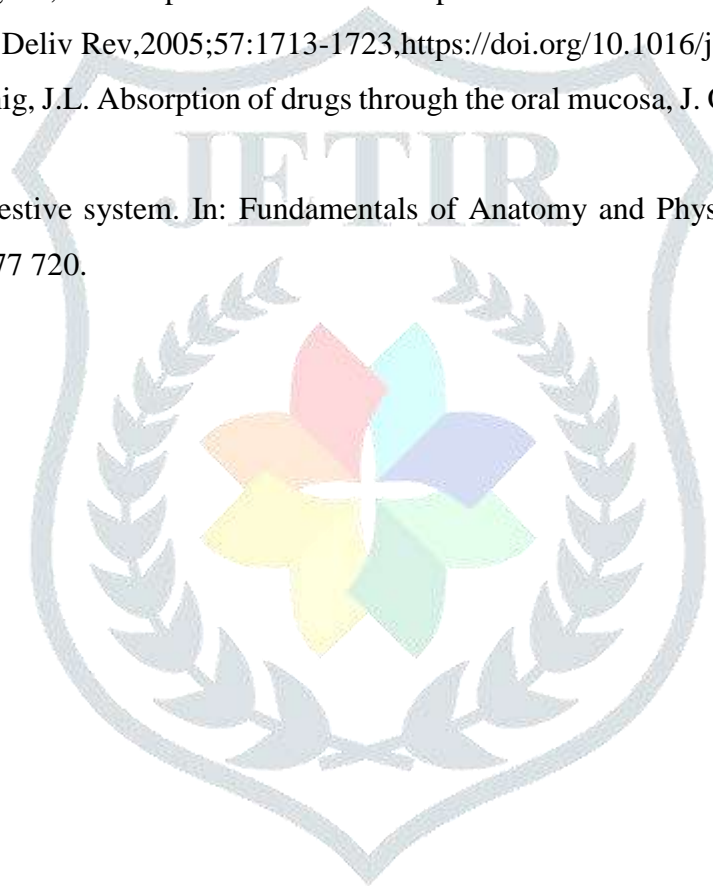 Deliv Rev,2005;57:1713-1723,https://doi.org/10.1016/j
nig, J.L. Absorption of drugs through the oral mucosa, J.
JETIR
estive system. In: Fundamentals of Anatomy and Phys
77 720.